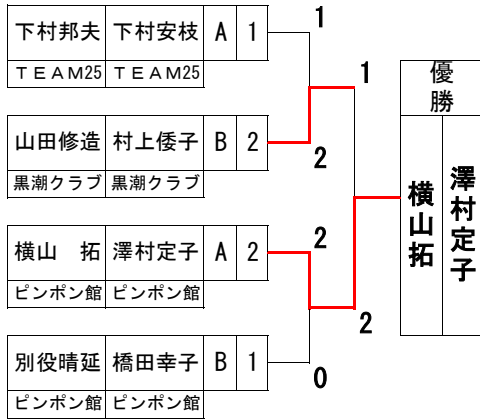 下村邦夫 下村安枝 A 1
ＴＥＡＭ25 ＴＥＡＭ25
山田修造 村上倭子 B 2
黒潮クラブ 黒潮クラブ
横山　拓 澤村定子 A 2
ピンポン館 ピンポン館
別役晴延 橋田幸子 B 1
ピンポン館 ピンポン館
1
2
2
0
1
2
優勝
横山拓
澤村定子